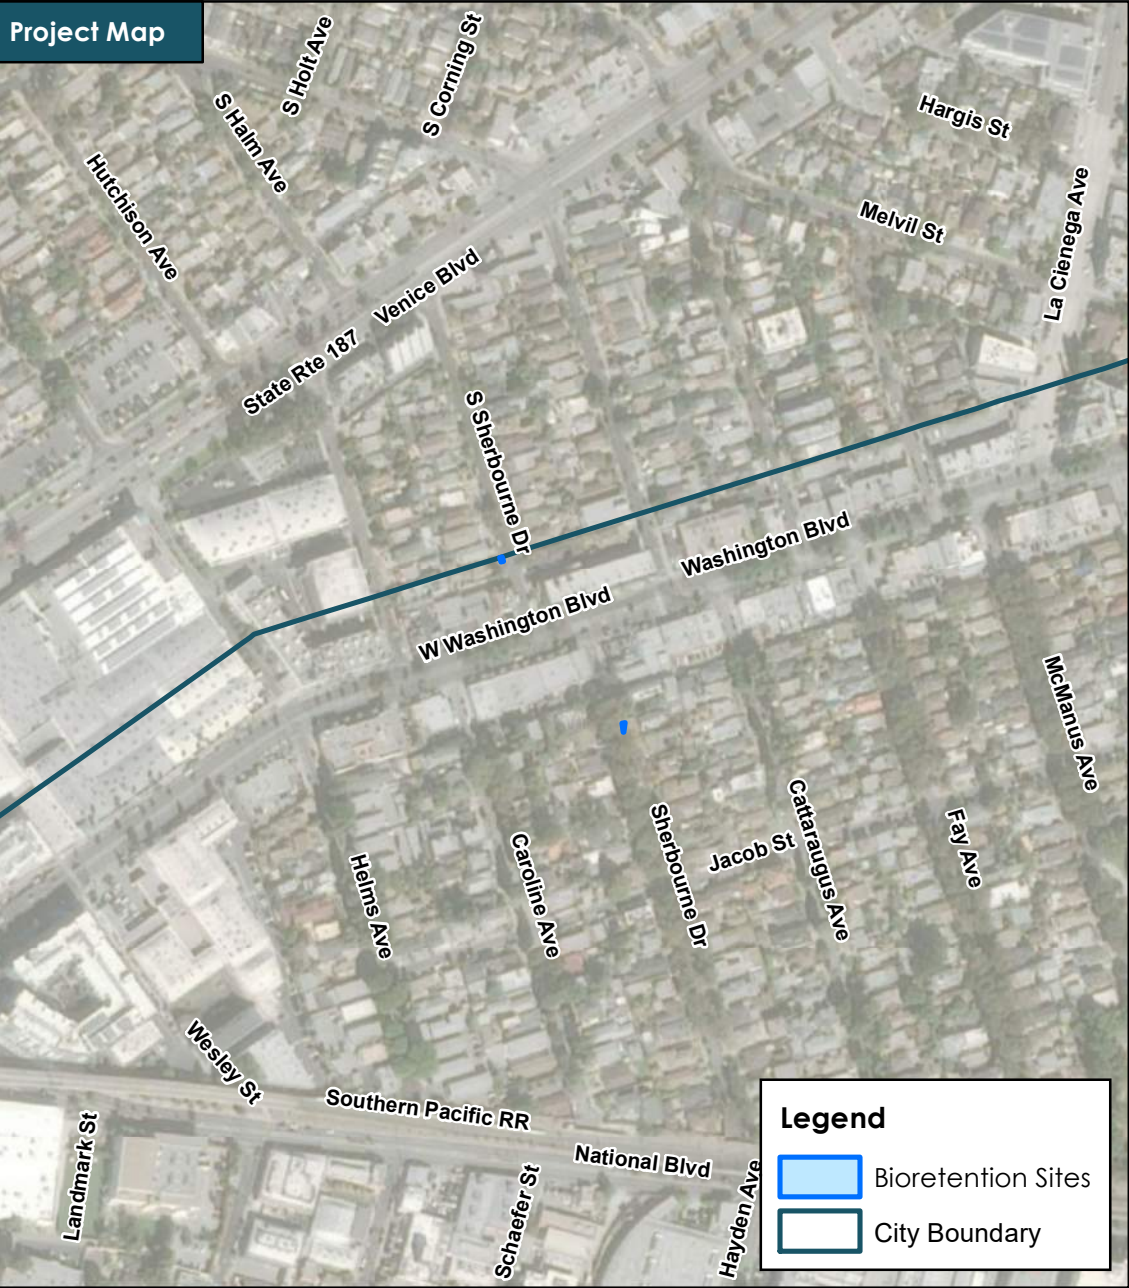 Project Map
S Holt Ave
S Corning St
S Halm Ave
Hargis St
Hutchison Ave
Melvil St
La Cienega Ave
Venice Blvd
State Rte 187
S Sherbourne Dr
Washington Blvd
W Washington Blvd
McManus Ave
Cattaraugus Ave
Sherbourne Dr
Jacob St
Fay Ave
Caroline Ave
Helms Ave
Wesley St
Southern Pacific RR
National Blvd
Landmark St
Schaefer St
Hayden Ave
Legend
Bioretention Sites
City Boundary